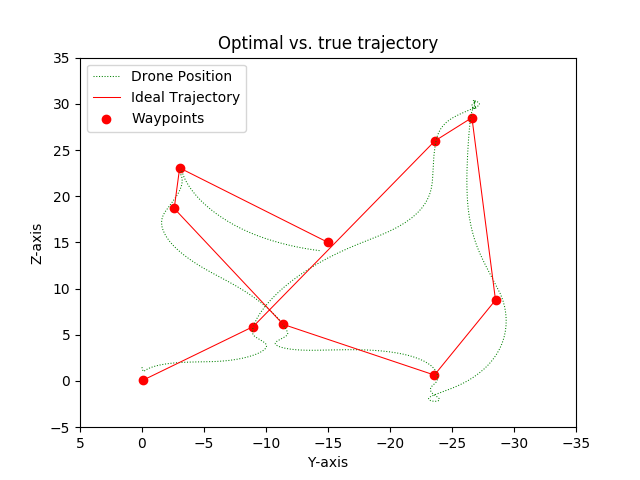 Optimal vs. true trajectory
Drone Position
Ideal Trajectory
Waypoints
Z-axis
35
30
25
20
15
10
5
0
−5
5 0 −5 −10 −15 −20 −25 −30 −35
Y-axis